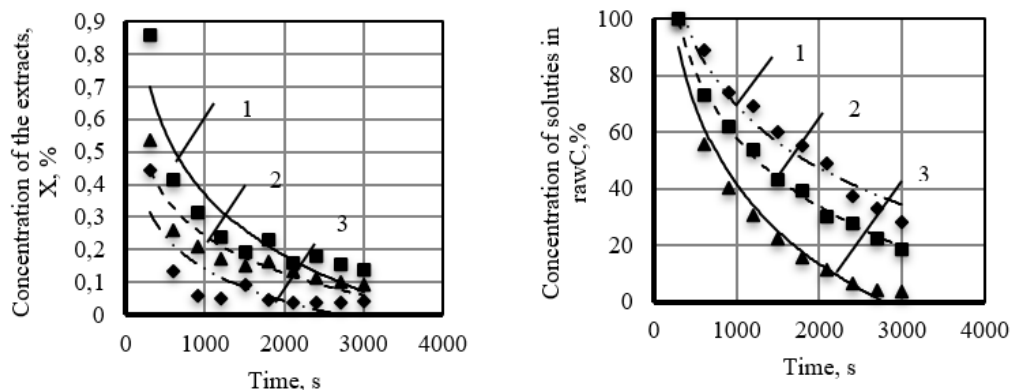 Concentration of the extracts,
X, %
0,9
0,8
0,7
0,6
0,5
0,4
0,3
0,2
0,1
0
0 1000 2000 3000 4000
Time, s
1
2
3
Concentration of soluties in
rawC,%
100
80
60
40
20
0
0 1000 2000 3000 4000
Time, s
1
2
3